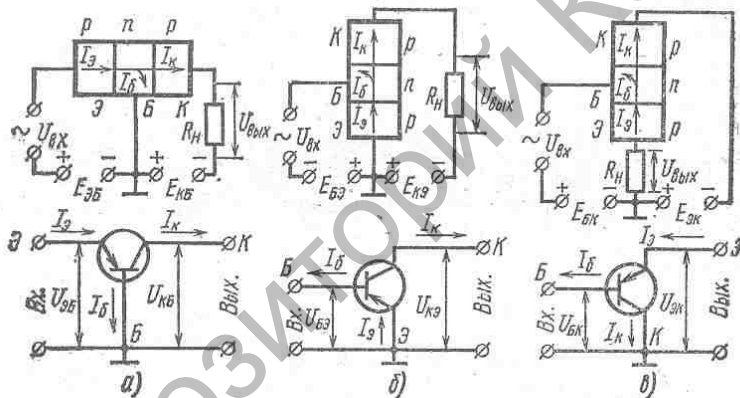 p n p
Iэ Iб Iк
Э Б К
~ Uвх
Rн Uвых
+ − + −
EЭБ EКБ
К Iк p
Б Iб n
Э Iэ p
~ Uвх
Rн Uвых
− + + −
EБЭ EКЭ
К Iк p
Б Iб n
Э Iэ p
~ Uвх
Rн Uвых
+ − + −
EБК EЭК
Э Iэ Iк К
Вх. UЭБ Iб UКБ Вых.
Б
а)
Iк К
Б Iб
Вх. UБЭ Iэ UКЭ Вых.
Э
б)
Iэ Э
Б Iб
Вх. UБК Iк UЭК Вых.
К
в)
ОЗИТОРИЙ К